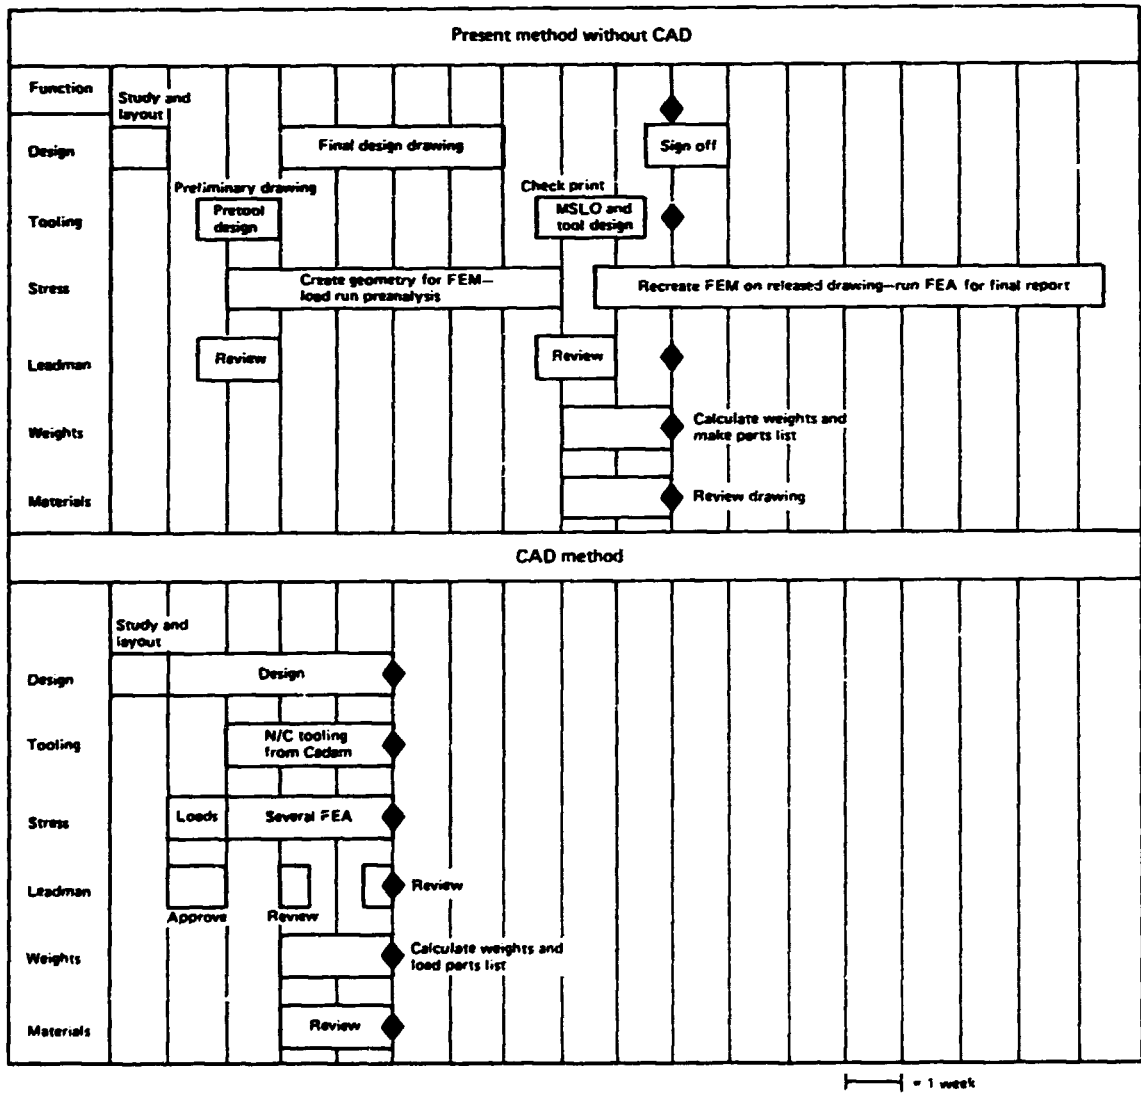 Present method without CAD
Function
Study and
layout
Design
Final design drawing
Sign off
Preliminary drawing
Check print
Tooling
Pretool
design
MSLO and
tool design
Stress
Create geometry for FEM—
load run preanalysis
Recreate FEM on released drawing—run FEA for final report
Leadman
Review
Review
Weights
Calculate weights and
make parts list
Materials
Review drawing
CAD method
Study and
layout
Design
Design
Tooling
N/C tooling
from Cadam
Stress
Loads
Several FEA
Leadman
Review
Approve
Review
Weights
Calculate weights and
load parts list
Materials
Review
= 1 week